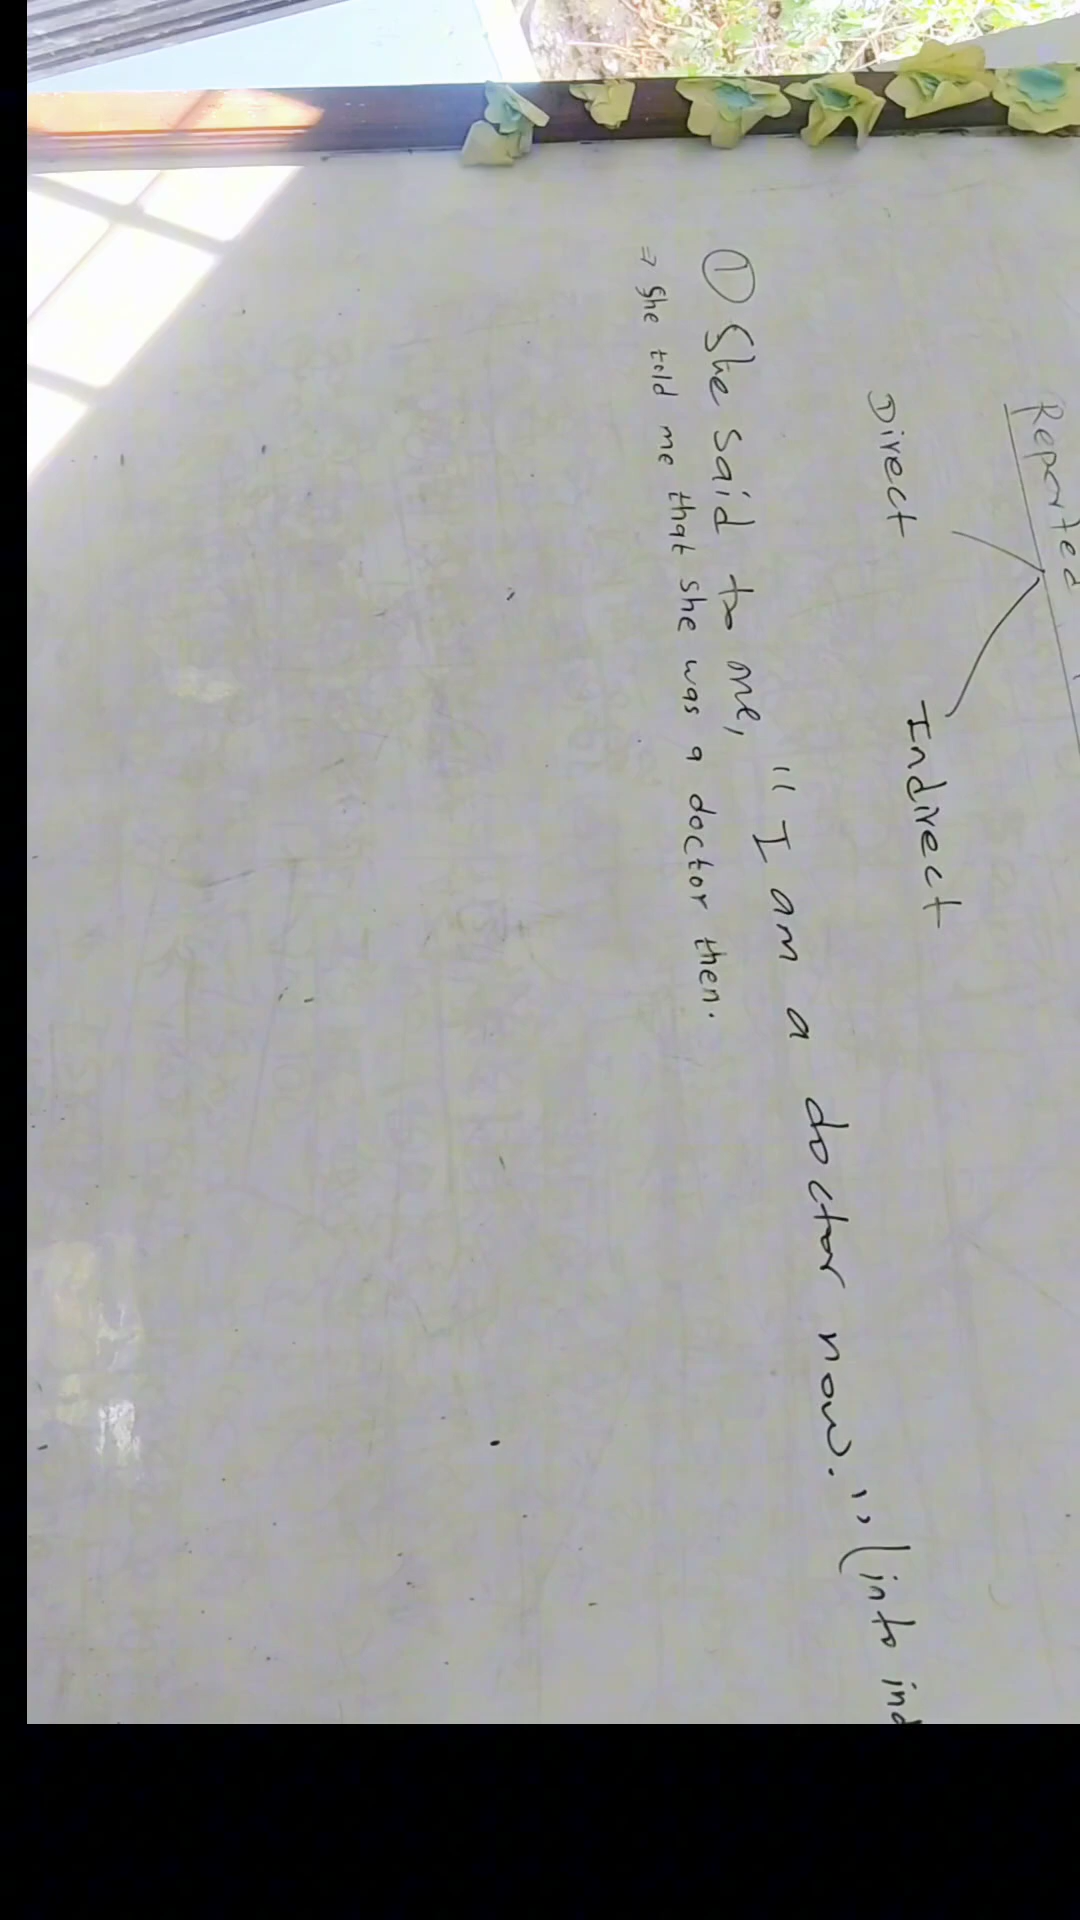 Reported
Direct Indirect
① She said to me, " I am a doctor now." (into ind
⇒ She told me that she was a doctor then.